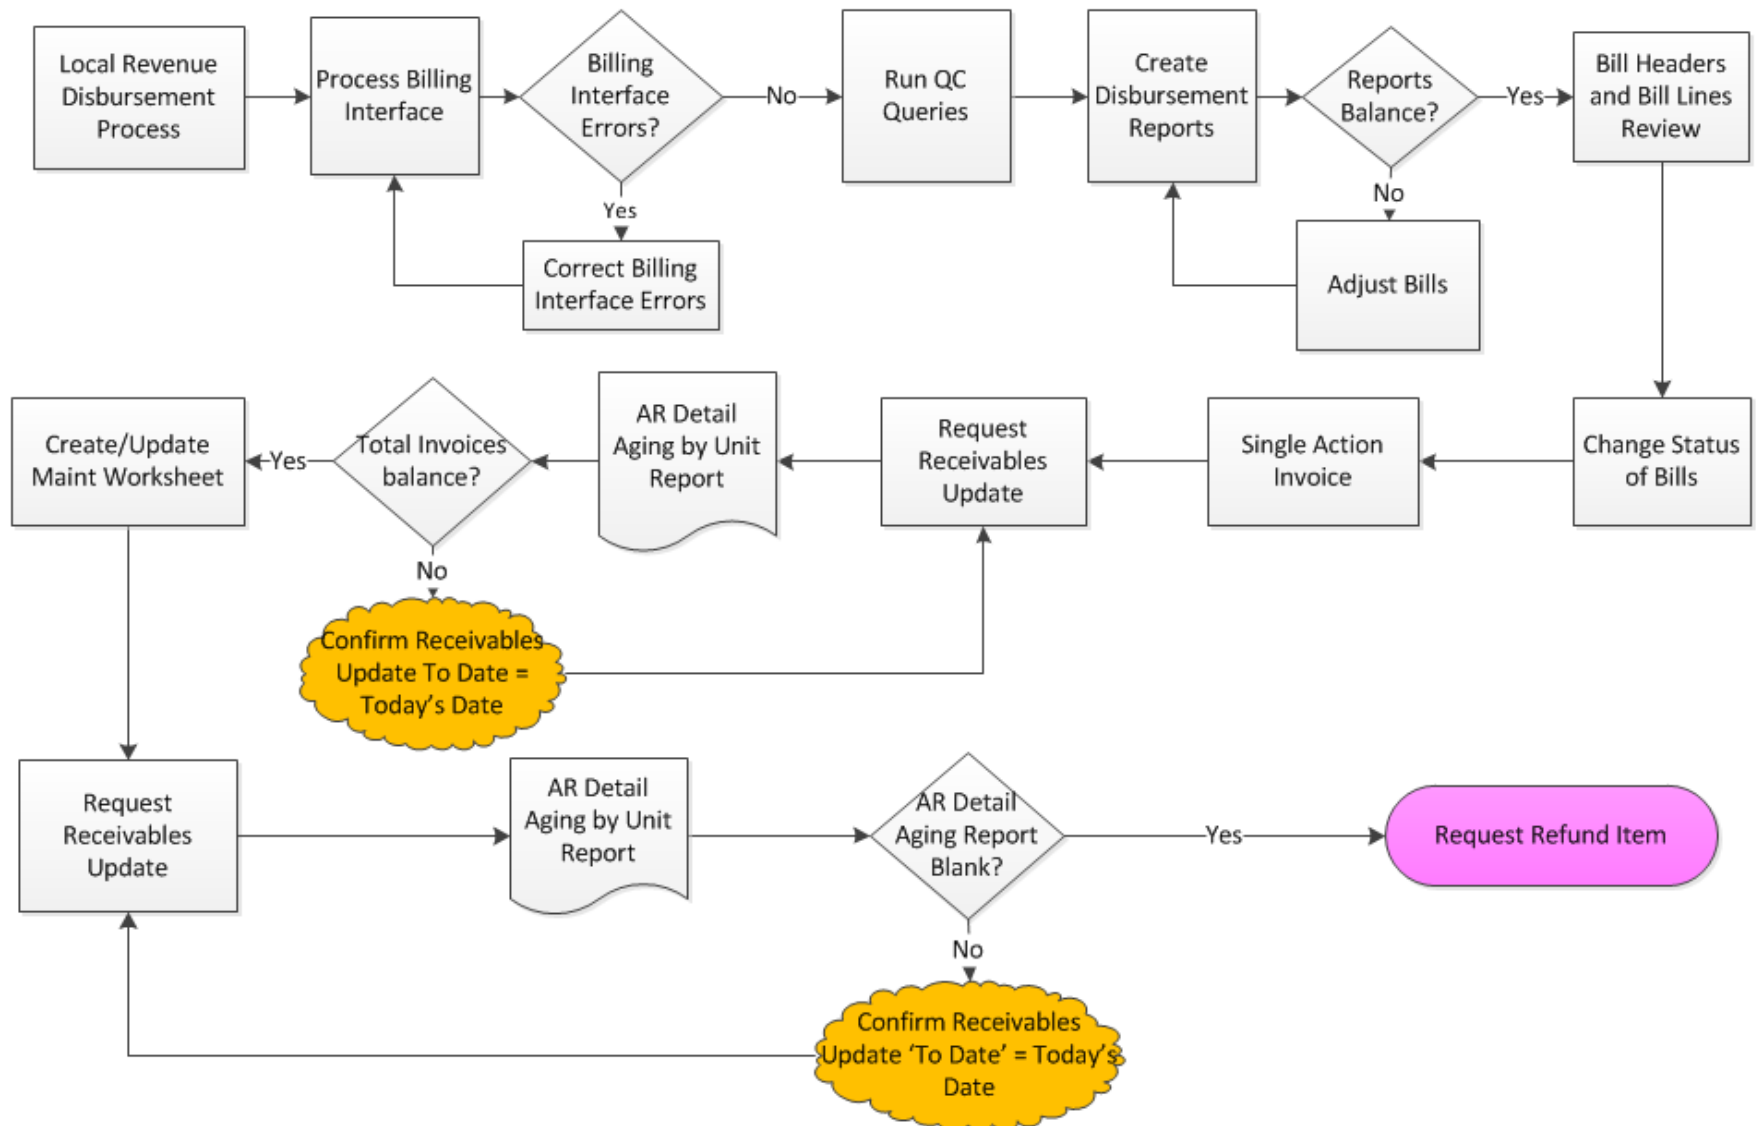 Local Revenue
Disbursement
Process
Process Billing
Interface
Billing
Interface
Errors?
No
Run QC
Queries
Create
Disbursement
Reports
Reports
Balance?
Yes
Bill Headers
and Bill Lines
Review
Yes
No
Correct Billing
Interface Errors
Adjust Bills
Create/Update
Maint Worksheet
Yes
Total Invoices
balance?
AR Detail
Aging by Unit
Report
Request
Receivables
Update
Single Action
Invoice
Change Status
of Bills
No
Confirm Receivables
Update To Date =
Today's Date
Request
Receivables
Update
AR Detail
Aging by Unit
Report
AR Detail
Aging Report
Blank?
Yes
Request Refund Item
No
Confirm Receivables
Update ‘To Date’ = Today’s
Date